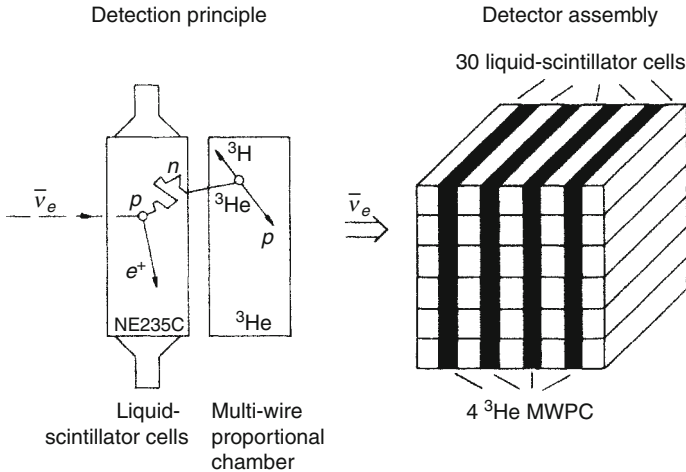 Detection principle
Detector assembly
30 liquid-scintillator cells
³H
n
ν̄ₑ
p
³He
p
e⁺
NE235C
³He
ν̄ₑ
Liquid-
scintillator cells
Multi-wire
proportional
chamber
4 ³He MWPC